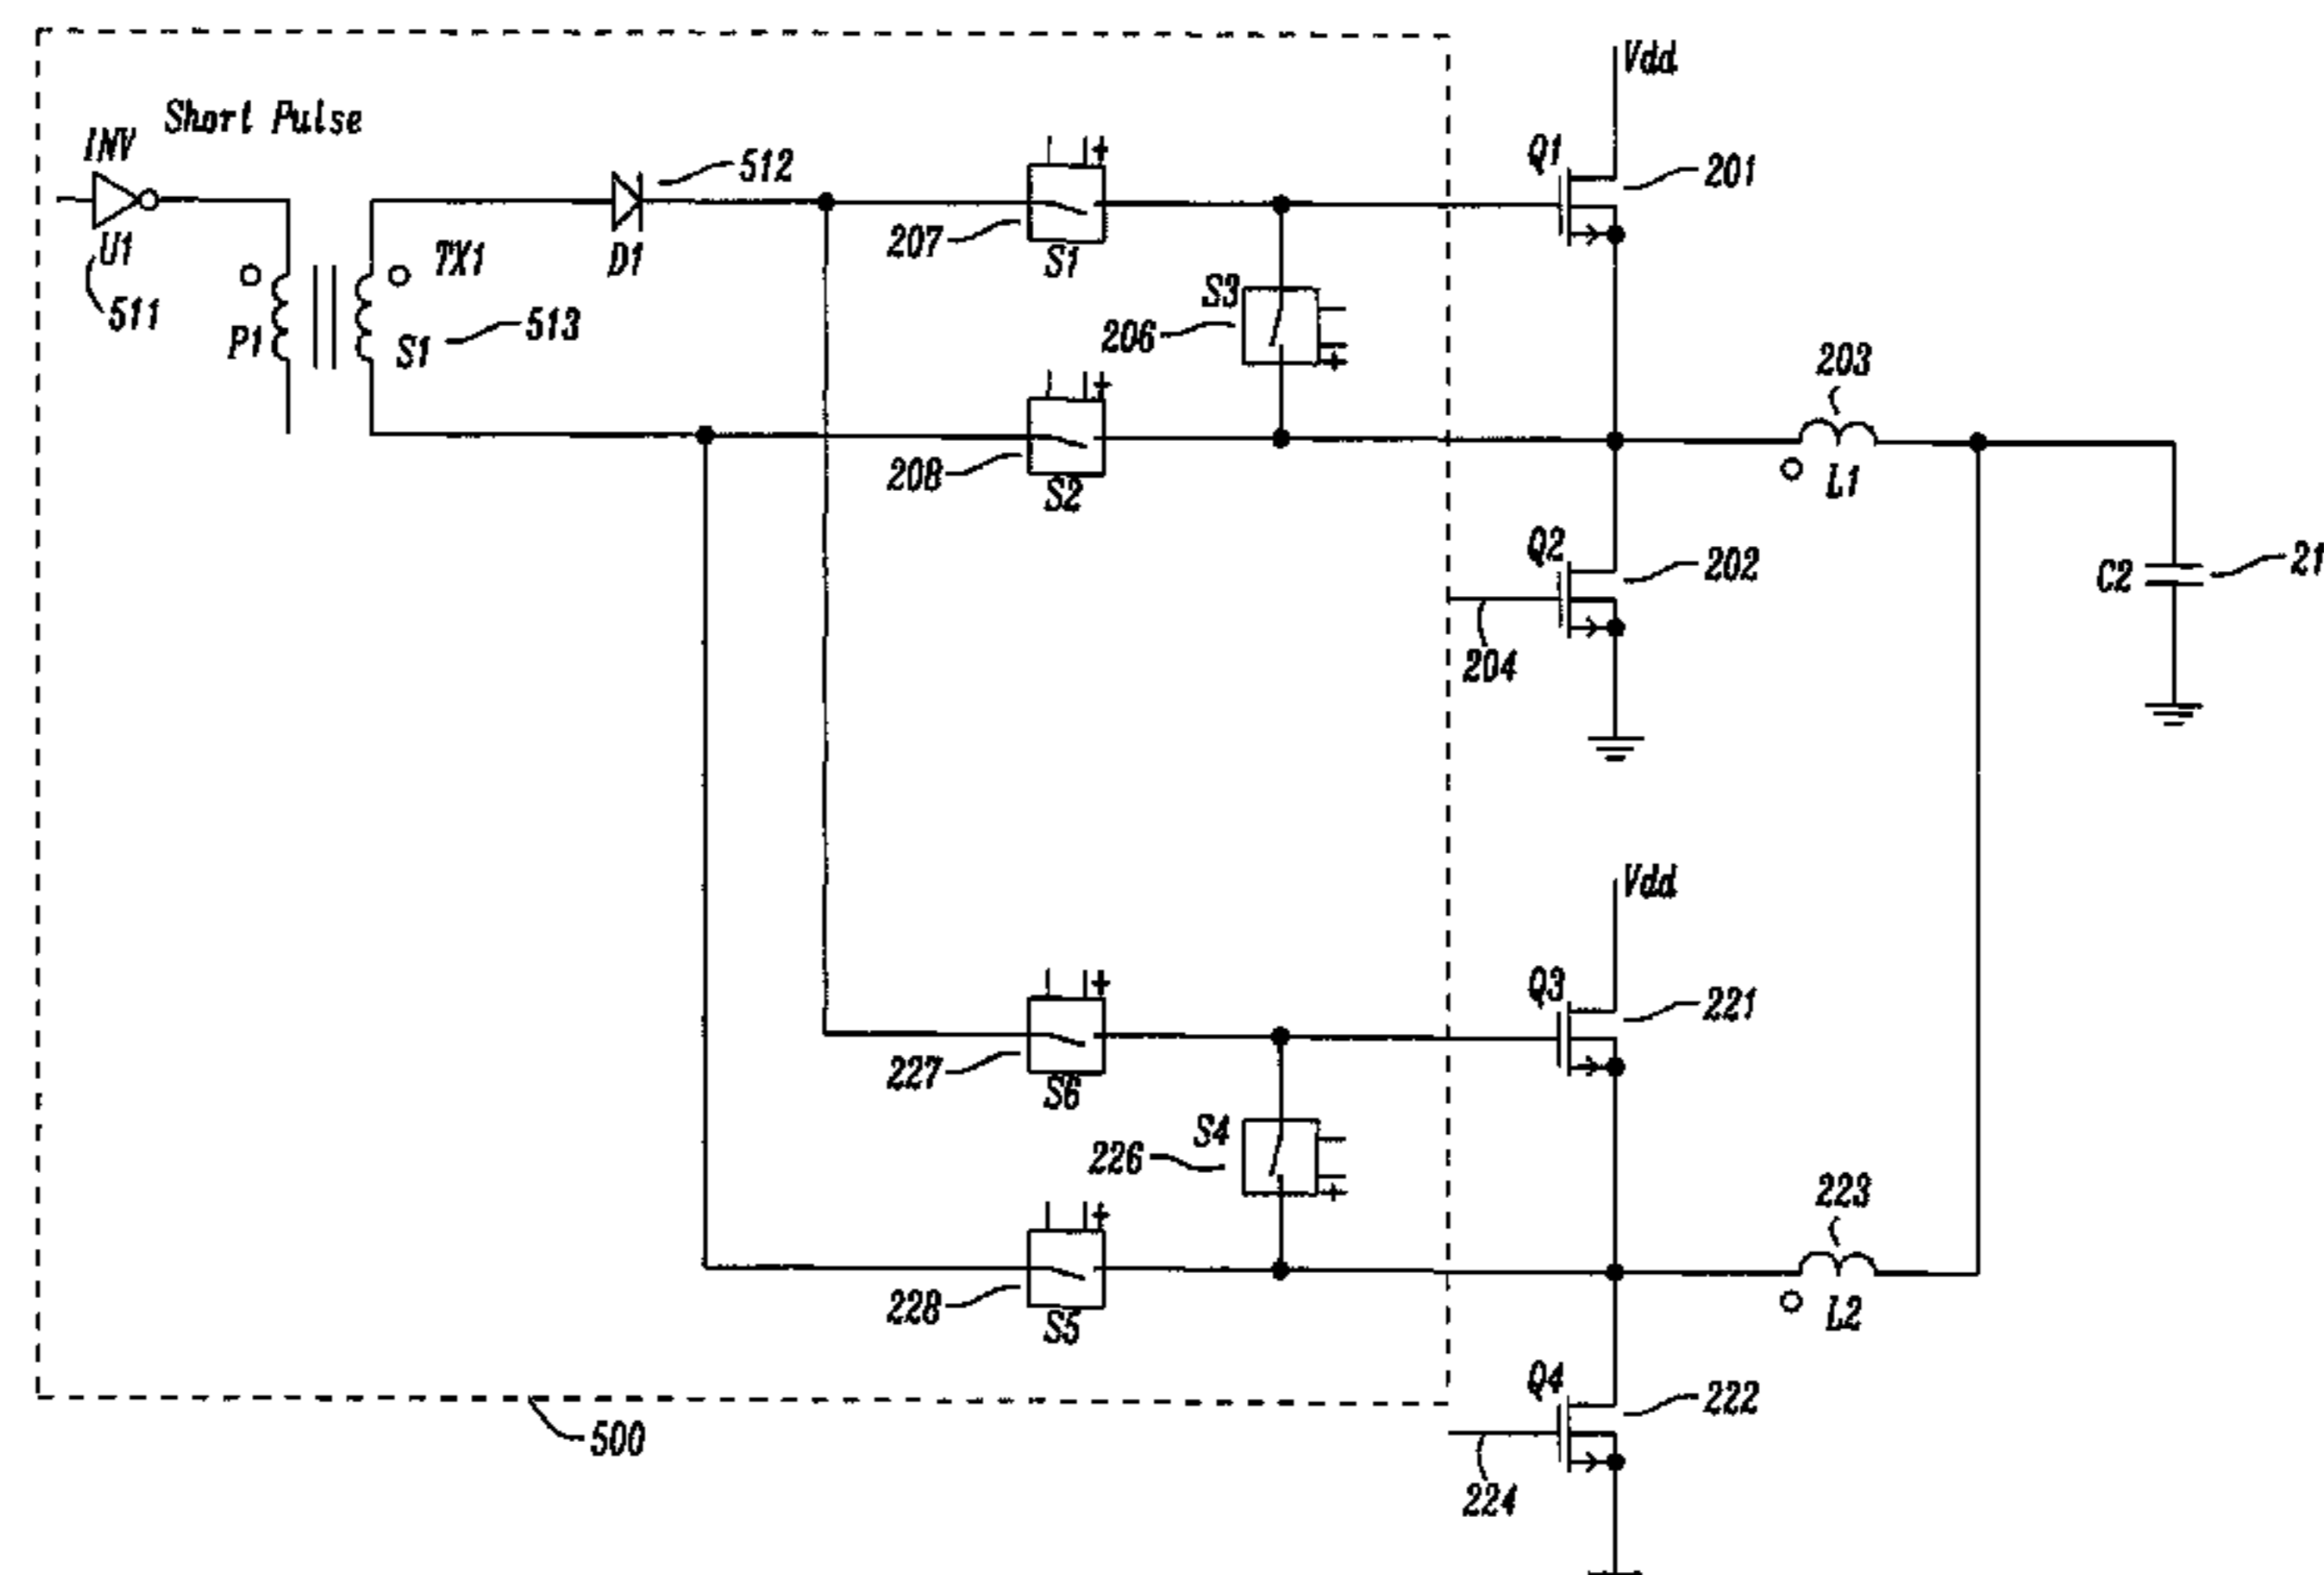 Vdd
Short Pulse
INV
U1
511
P1
TX1
S1
513
512
D1
207
S1
S3
206
208
S2
Q1
201
203
L1
Q2
202
204
C2
21
Vdd
Q3
221
227
S6
S4
226
228
S5
223
L2
Q4
222
224
500